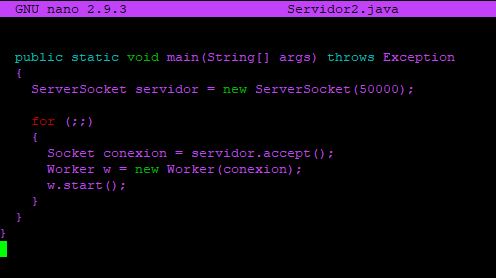 GNU nano 2.9.3 Servidor2.java
public static void main(String[] args) throws Exception
{
ServerSocket servidor = new ServerSocket(50000);
for (;;)
{
Socket conexion = servidor.accept();
Worker w = new Worker(conexion);
w.start();
}
}
}